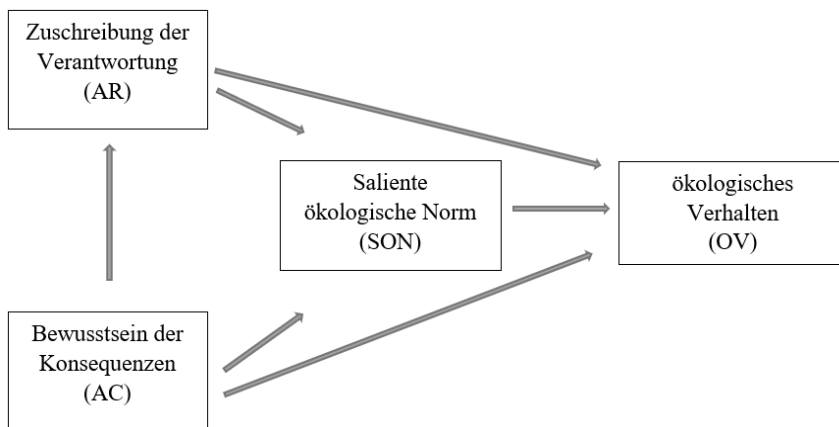 Zuschreibung der
Verantwortung
(AR)
Saliente
ökologische Norm
(SON)
ökologisches
Verhalten
(OV)
Bewusstsein der
Konsequenzen
(AC)